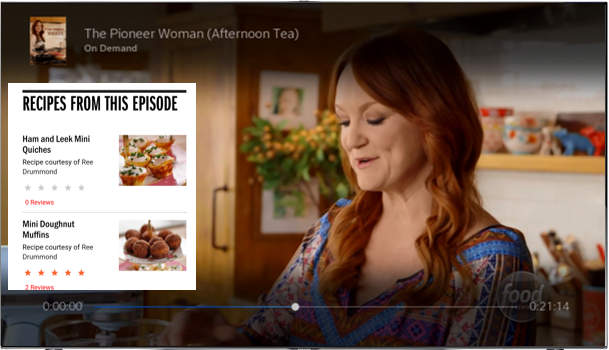 The Pioneer Woman (Afternoon Tea)
On Demand
RECIPES FROM THIS EPISODE
Ham and Leek Mini
Quiches
Recipe courtesy of Ree
Drummond
0 Reviews
Mini Doughnut
Muffins
Recipe courtesy of Ree
Drummond
2 Reviews
0:00:00
food
0:21:14